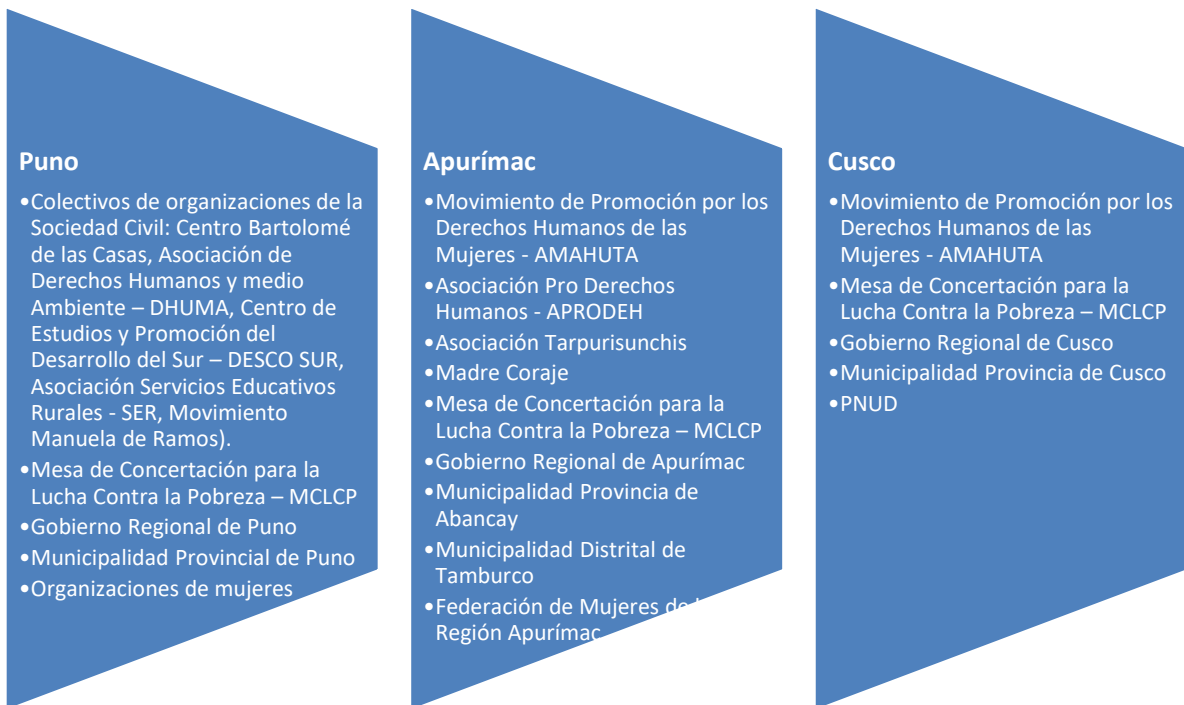 Puno
•Colectivos de organizaciones de la
Sociedad Civil: Centro Bartolomé
de las Casas, Asociación de
Derechos Humanos y medio
Ambiente – DHUMA, Centro de
Estudios y Promoción del
Desarrollo del Sur – DESCO SUR,
Asociación Servicios Educativos
Rurales - SER, Movimiento
Manuela de Ramos).
•Mesa de Concertación para la
Lucha Contra la Pobreza – MCLCP
•Gobierno Regional de Puno
•Municipalidad Provincial de Puno
•Organizaciones de mujeres
Apurímac
•Movimiento de Promoción por los
Derechos Humanos de las
Mujeres - AMAHUTA
•Asociación Pro Derechos
Humanos - APRODEH
•Asociación Tarpurisunchis
•Madre Coraje
•Mesa de Concertación para la
Lucha Contra la Pobreza – MCLCP
•Gobierno Regional de Apurímac
•Municipalidad Provincia de
Abancay
•Municipalidad Distrital de
Tamburco
•Federación de Mujeres de
Región Apurímac
Cusco
•Movimiento de Promoción por los
Derechos Humanos de las
Mujeres - AMAHUTA
•Mesa de Concertación para la
Lucha Contra la Pobreza – MCLCP
•Gobierno Regional de Cusco
•Municipalidad Provincia de Cusco
•PNUD